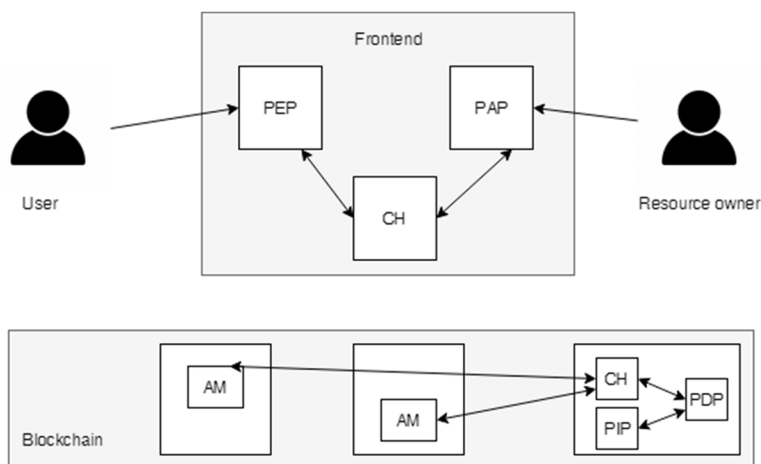 Frontend
PEP
PAP
CH
User
Resource owner
AM
AM
CH
PDP
PIP
Blockchain